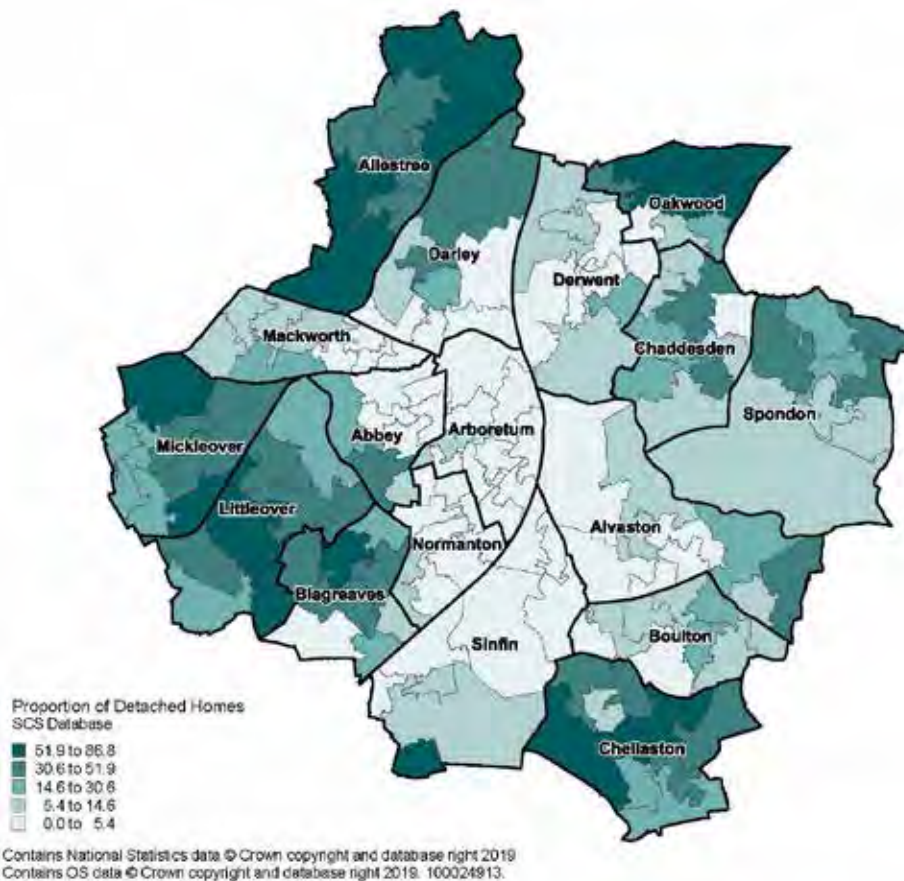 Allestree
Oakwood
Darley
Derwent
Mackworth
Chaddesden
Spondon
Abbey
Arboretum
Mickleover
Littleover
Alvaston
Normanton
Blagreaves
Boulton
Sinfin
Chellaston
Proportion of Detached Homes
SCS Database
51.9 to 86.8
30.6 to 51.9
14.6 to 30.6
5.4 to 14.6
0.0 to 5.4
Contains National Statistics data © Crown copyright and database right 2019
Contains OS data © Crown copyright and database right 2019. 100024913.